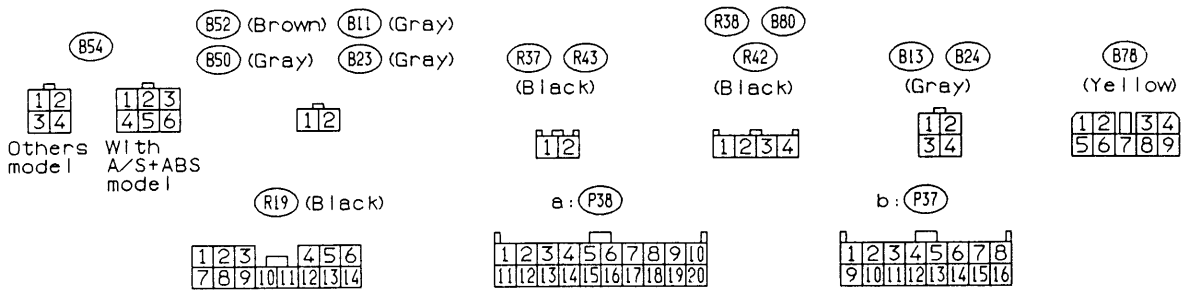 B54
B52 (Brown) B11 (Gray)
B50 (Gray) B23 (Gray)
R37 R43
(Black)
R38 B80
R42
(Black)
B13 B24
(Gray)
B78
(Yellow)
1 2
3 4
Others
model
1 2 3
4 5 6
With
A/S+ABS
model
1 2
1 2
1 2 3 4
1 2
3 4
1 2 3 4
5 6 7 8 9
R19 (Black)
1 2 3 4 5 6
7 8 9 10 11 12 13 14
a: P38
1 2 3 4 5 6 7 8 9 10
11 12 13 14 15 16 17 18 19 20
b: P37
1 2 3 4 5 6 7 8
9 10 11 12 13 14 15 16